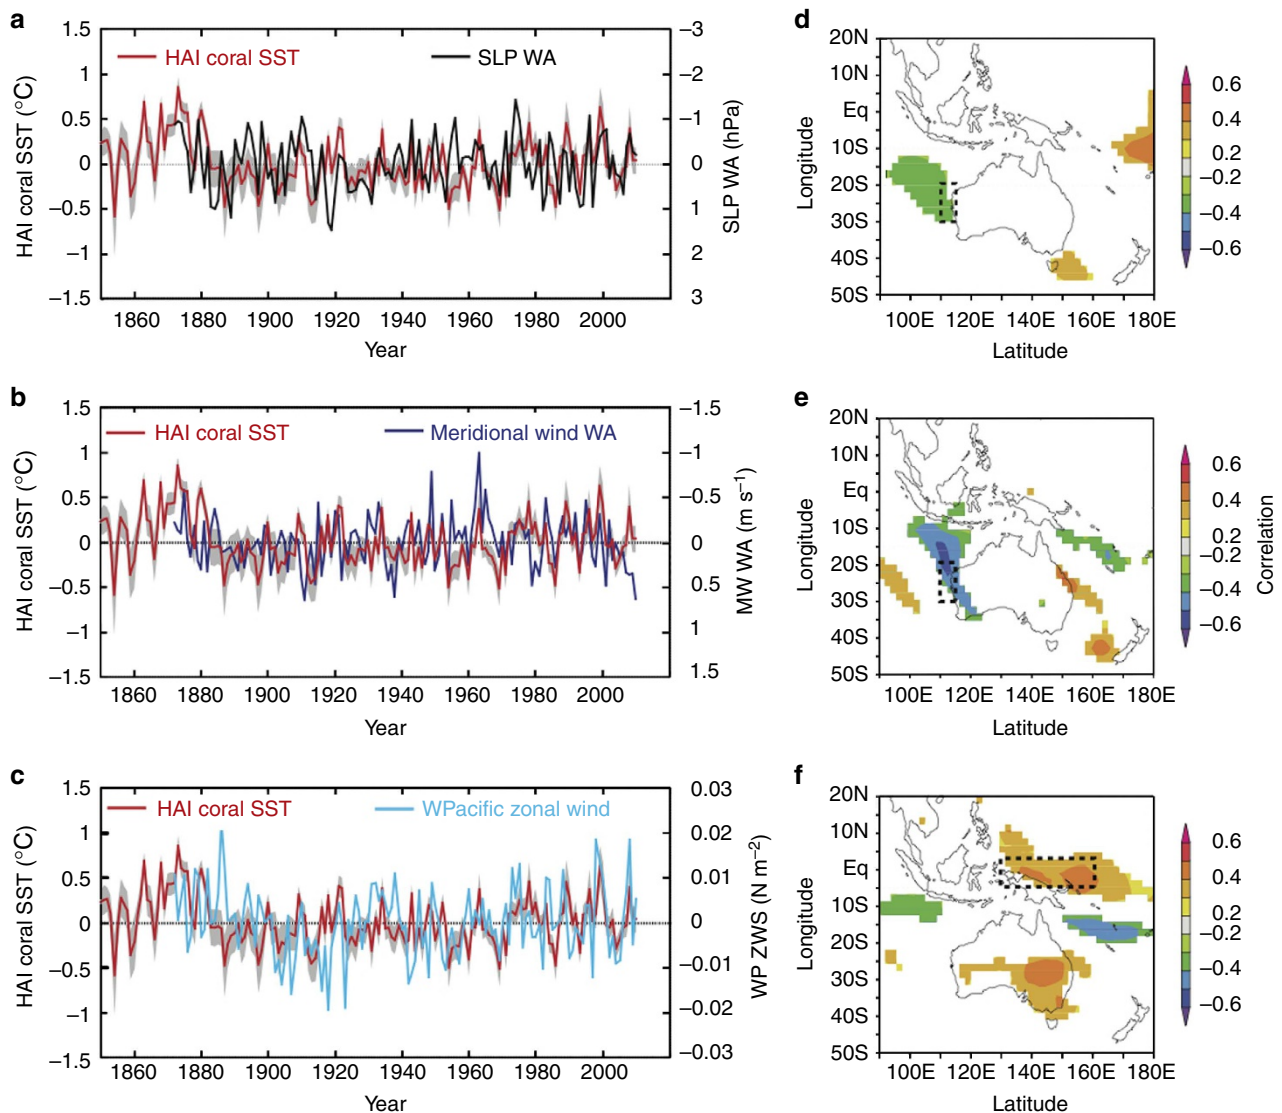 a
HAI coral SST
SLP WA
HAI coral SST (°C)
1.5
1
0.5
0
−0.5
−1
−1.5
−3
−2
−1
0
1
2
3
SLP WA (hPa)
1860 1880 1900 1920 1940 1960 1980 2000
Year
d
Longitude
20N
10N
Eq
10S
20S
30S
40S
50S
100E 120E 140E 160E 180E
Latitude
0.6
0.4
0.2
−0.2
−0.4
−0.6
b
HAI coral SST
Meridional wind WA
HAI coral SST (°C)
1.5
1
0.5
0
−0.5
−1
−1.5
−1.5
−1
−0.5
0
0.5
1
1.5
MW WA (m s−1)
1860 1880 1900 1920 1940 1960 1980 2000
Year
e
Longitude
20N
10N
Eq
10S
20S
30S
40S
50S
100E 120E 140E 160E 180E
Latitude
0.6
0.4
0.2
−0.2
−0.4
−0.6
Correlation
c
HAI coral SST
WPacific zonal wind
HAI coral SST (°C)
1.5
1
0.5
0
−0.5
−1
−1.5
0.03
0.02
0.01
0
−0.01
−0.02
−0.03
WP ZWS (N m−2)
1860 1880 1900 1920 1940 1960 1980 2000
Year
f
Longitude
20N
10N
Eq
10S
20S
30S
40S
50S
100E 120E 140E 160E 180E
Latitude
0.6
0.4
0.2
−0.2
−0.4
−0.6